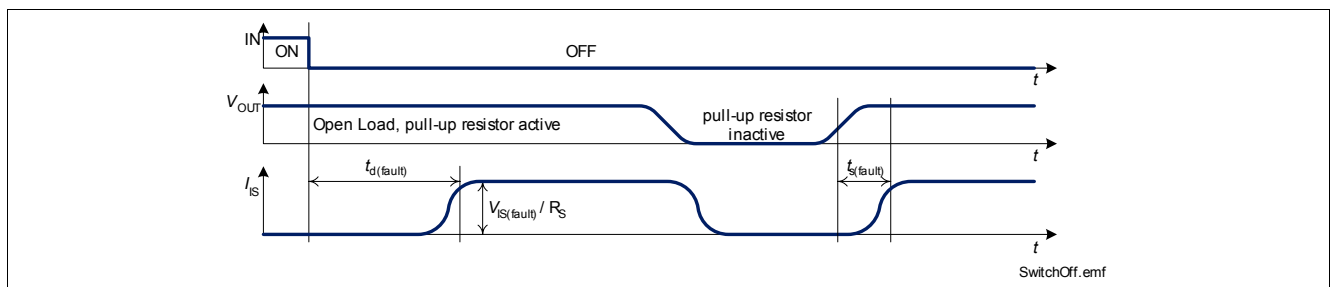 IN
ON
OFF
t
VOUT
Open Load, pull-up resistor active
pull-up resistor
inactive
t
td(fault)
ts(fault)
IIS
VIS(fault) / RS
t
SwitchOff.emf